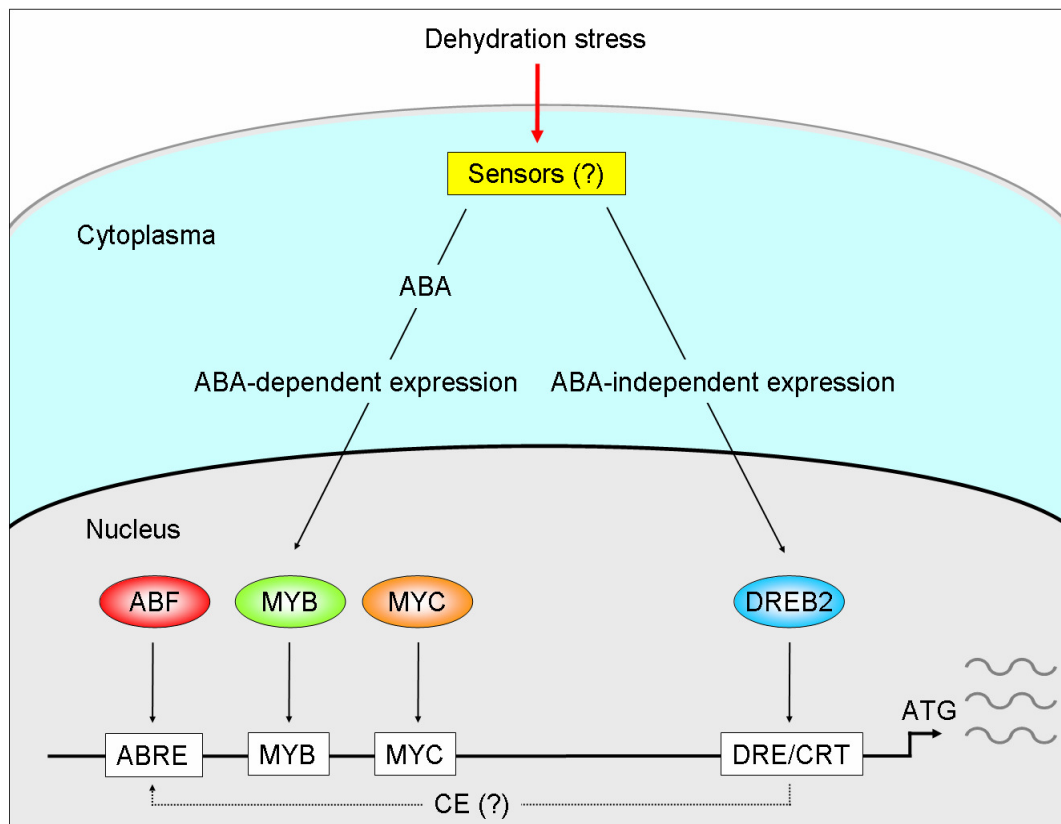 Dehydration stress
Sensors (?)
Cytoplasma
ABA
ABA-dependent expression
ABA-independent expression
Nucleus
ABF
MYB
MYC
DREB2
ATG
ABRE
MYB
MYC
DRE/CRT
CE (?)